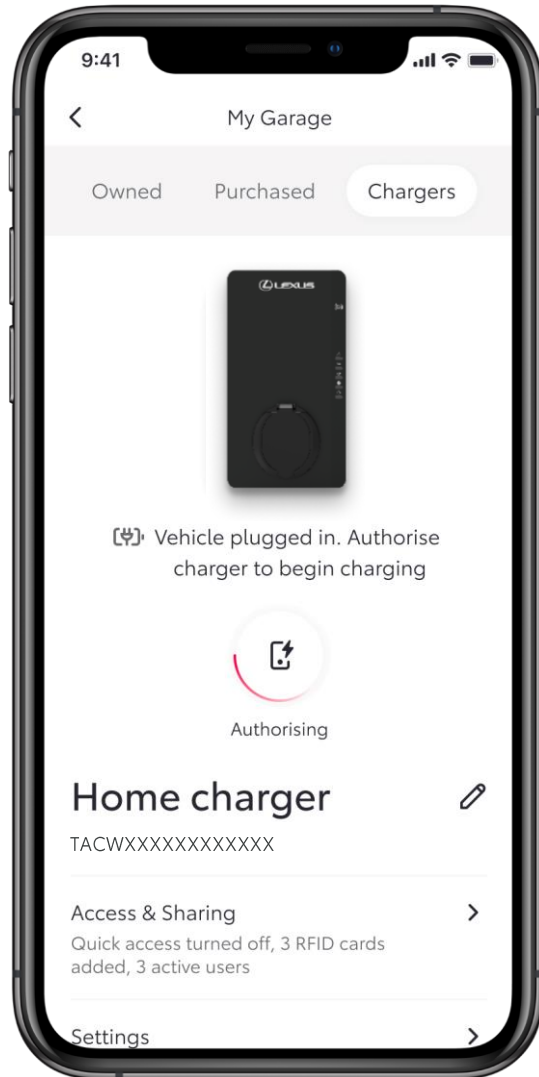 9:41
My Garage
Owned Purchased Chargers
LEXUS
Vehicle plugged in. Authorise
charger to begin charging
Authorising
Home charger
TACWXXXXXXXXXXXX
Access & Sharing
Quick access turned off, 3 RFID cards
added, 3 active users
Settings